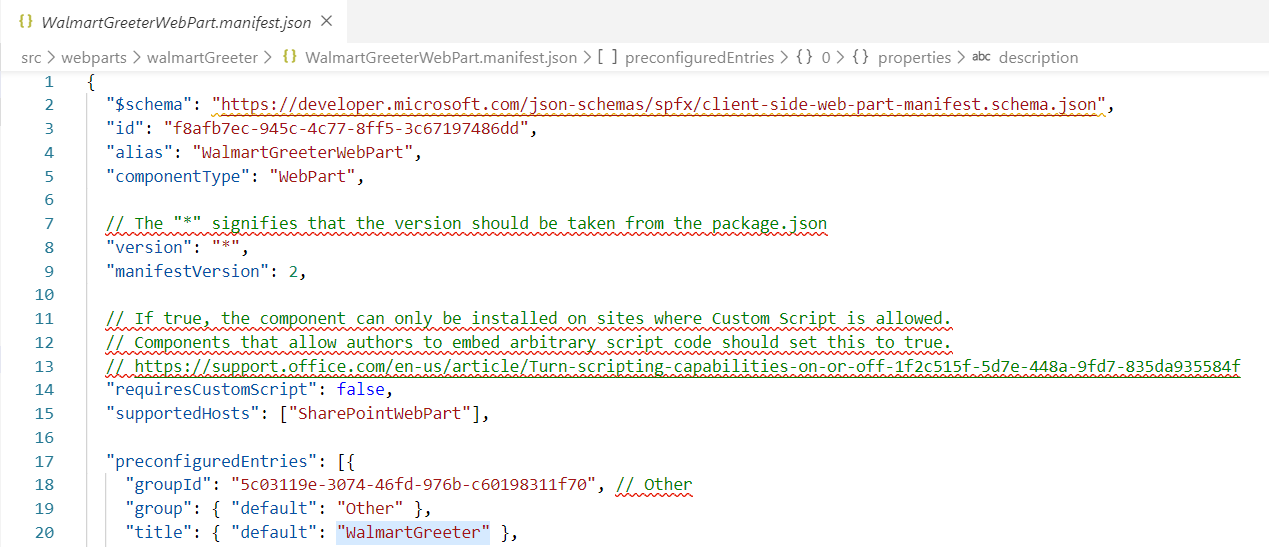 {} WalmartGreeterWebPart.manifest.json ×
src > webparts > walmartGreeter > {} WalmartGreeterWebPart.manifest.json > [ ] preconfiguredEntries > {} 0 > {} properties > abc description
1 {
2 "$schema": "https://developer.microsoft.com/json-schemas/spfx/client-side-web-part-manifest.schema.json",
3 "id": "f8afb7ec-945c-4c77-8ff5-3c67197486dd",
4 "alias": "WalmartGreeterWebPart",
5 "componentType": "WebPart",
6
7 // The "*" signifies that the version should be taken from the package.json
8 "version": "*",
9 "manifestVersion": 2,
10
11 // If true, the component can only be installed on sites where Custom Script is allowed.
12 // Components that allow authors to embed arbitrary script code should set this to true.
13 // https://support.office.com/en-us/article/Turn-scripting-capabilities-on-or-off-1f2c515f-5d7e-448a-9fd7-835da935584f
14 "requiresCustomScript": false,
15 "supportedHosts": ["SharePointWebPart"],
16
17 "preconfiguredEntries": [{
18 "groupId": "5c03119e-3074-46fd-976b-c60198311f70", // Other
19 "group": { "default": "Other" },
20 "title": { "default": "WalmartGreeter" },